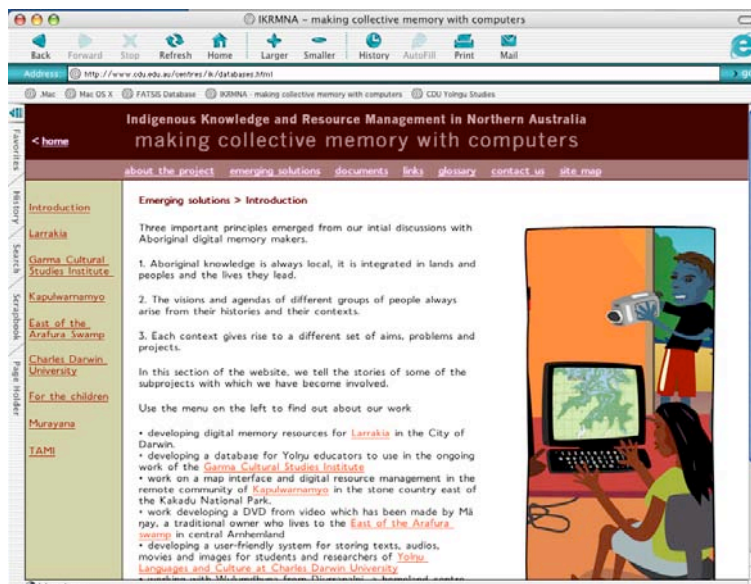 IKRMNA - making collective memory with computers
Back Forward Stop Refresh Home Larger Smaller History AutoFill Print Mail
Address http://www.cdu.edu.au/centres/ik/databases.html
.Mac Mac OS X FATSIS Database IKRMNA - making collective memory with computers CDU Yolngu Studies
Favorites
History
Search
Scrapbook
Page Holder
Indigenous Knowledge and Resource Management in Northern Australia
< home
making collective memory with computers
about the project emerging solutions documents links glossary contact us site map
Introduction
Larrakia
Garma Cultural
Studies Institute
Kapulwarnamyo
East of the
Arafura Swamp
Charles Darwin
University
For the children
Murayana
TAMI
Emerging solutions > Introduction
Three important principles emerged from our intial discussions with
Aboriginal digital memory makers.
1. Aboriginal knowledge is always local, it is integrated in lands and
peoples and the lives they lead.
2. The visions and agendas of different groups of people always
arise from their histories and their contexts.
3. Each context gives rise to a different set of aims, problems and
projects.
In this section of the website, we tell the stories of some of the
subprojects with which we have become involved.
Use the menu on the left to find out about our work
• developing digital memory resources for Larrakia in the City of
Darwin.
• developing a database for Yolŋu educators to use in the ongoing
work of the Garma Cultural Studies Institute
• work on a map interface and digital resource management in the
remote community of Kapulwarnamyo in the stone country east of
the Kakadu National Park.
• work developing a DVD from video which has been made by Mä
ŋay, a traditional owner who lives to the East of the Arafura
swamp in central Arnhemland
• developing a user-friendly system for storing texts, audios,
movies and images for students and researchers of Yolŋu
Languages and Culture at Charles Darwin University